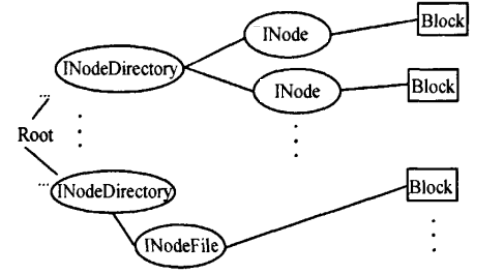 Block
INode
INodeDirectory
INode
Block
Root
INodeDirectory
Block
INodeFile